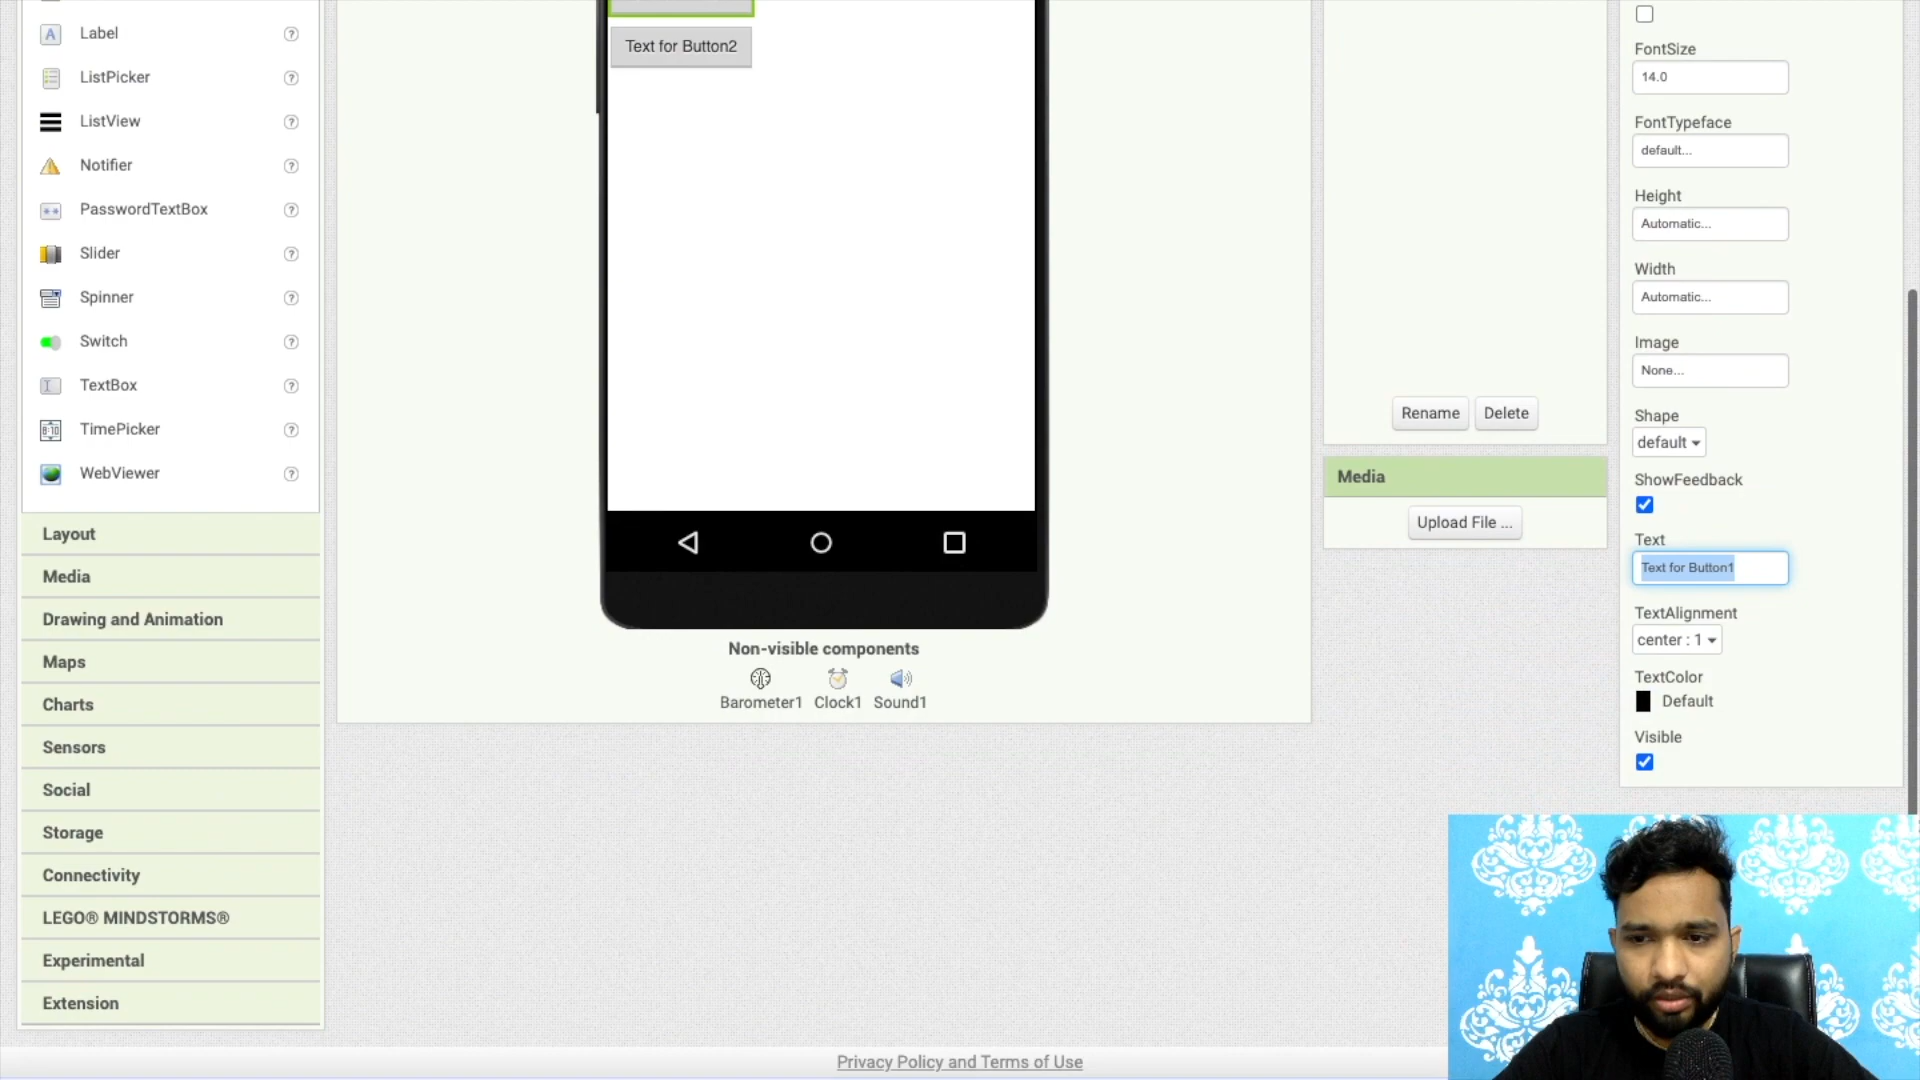 Label
ListPicker
ListView
Notifier
PasswordTextBox
Slider
Spinner
Switch
TextBox
TimePicker
WebViewer
Layout
Media
Drawing and Animation
Maps
Charts
Sensors
Social
Storage
Connectivity
LEGO® MINDSTORMS®
Experimental
Extension
Text for Button2
Non-visible components
Barometer1 Clock1 Sound1
Rename Delete
Media
Upload File ...
FontSize
14.0
FontTypeface
default...
Height
Automatic...
Width
Automatic...
Image
None...
Shape
default
ShowFeedback
Text
Text for Button1
TextAlignment
center : 1
TextColor
Default
Visible
Privacy Policy and Terms of Use